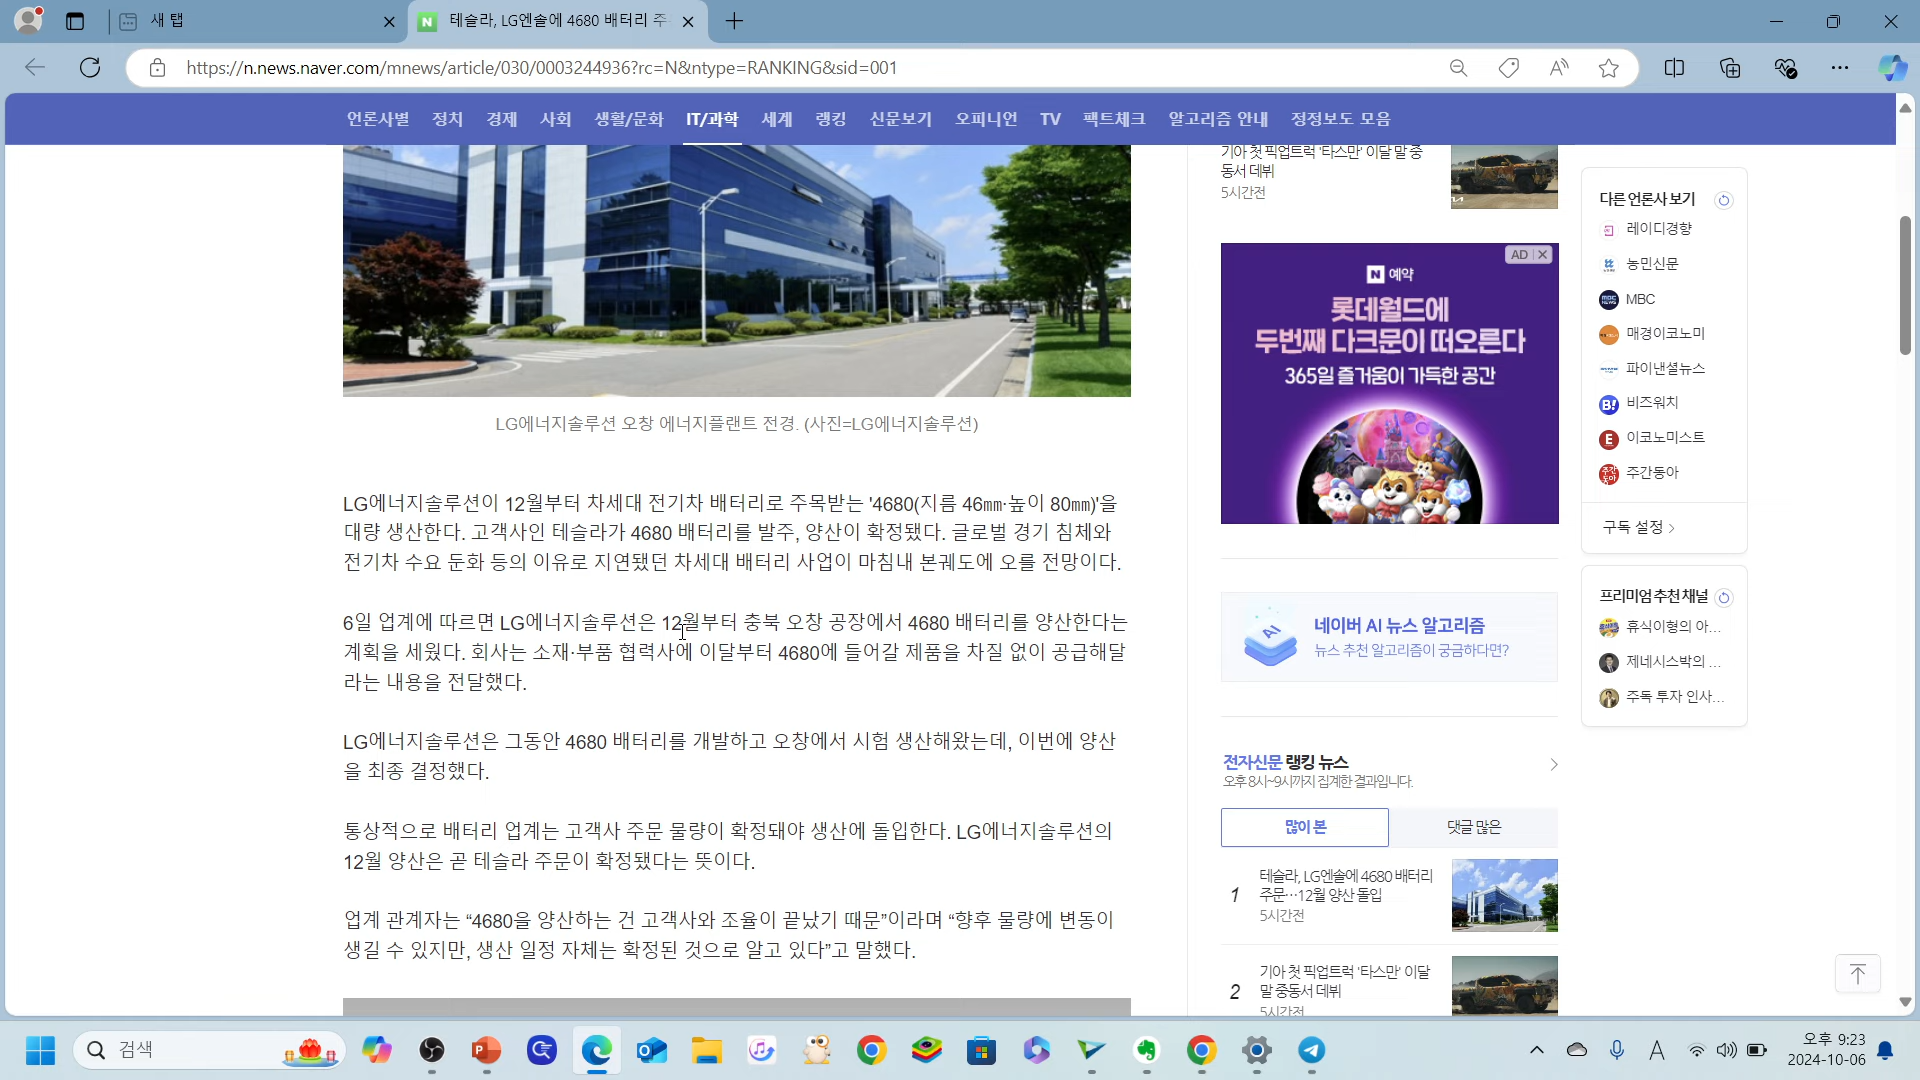 새 탭
테슬라, LG엔솔에 4680 배터리 주
https://n.news.naver.com/mnews/article/030/0003244936?rc=N&ntype=RANKING&sid=001
언론사별 정치 경제 사회 생활/문화 IT/과학 세계 랭킹 신문보기 오피니언 TV 팩트체크 알고리즘 안내 정정보도 모음
LG에너지솔루션 오창 에너지플랜트 전경. (사진=LG에너지솔루션)
LG에너지솔루션이 12월부터 차세대 전기차 배터리로 주목받는 '4680(지름 46㎜·높이 80㎜)'을
대량 생산한다. 고객사인 테슬라가 4680 배터리를 발주, 양산이 확정됐다. 글로벌 경기 침체와
전기차 수요 둔화 등의 이유로 지연됐던 차세대 배터리 사업이 마침내 본궤도에 오를 전망이다.
6일 업계에 따르면 LG에너지솔루션은 12월부터 충북 오창 공장에서 4680 배터리를 양산한다는
계획을 세웠다. 회사는 소재·부품 협력사에 이달부터 4680에 들어갈 제품을 차질 없이 공급해달
라는 내용을 전달했다.
LG에너지솔루션은 그동안 4680 배터리를 개발하고 오창에서 시험 생산해왔는데, 이번에 양산
을 최종 결정했다.
통상적으로 배터리 업계는 고객사 주문 물량이 확정돼야 생산에 돌입한다. LG에너지솔루션의
12월 양산은 곧 테슬라 주문이 확정됐다는 뜻이다.
업계 관계자는 “4680을 양산하는 건 고객사와 조율이 끝났기 때문”이라며 “향후 물량에 변동이
생길 수 있지만, 생산 일정 자체는 확정된 것으로 알고 있다”고 말했다.
기아 첫 픽업트럭 '타스만' 이달 말 중
동서 데뷔
5시간전
AD
N 예약
롯데월드에
두번째 다크문이 떠오른다
365일 즐거움이 가득한 공간
AI
네이버 AI 뉴스 알고리즘
뉴스 추천 알고리즘이 궁금하다면?
전자신문 랭킹 뉴스
오후 8시~9시까지 집계한 결과입니다.
많이 본
댓글 많은
1
테슬라, LG엔솔에 4680 배터리
주문…12월 양산 돌입
5시간전
2
기아 첫 픽업트럭 '타스만' 이달
말 중동서 데뷔
5시간전
다른 언론사 보기
레이디경향
농민신문
MBC
매경이코노미
파이낸셜뉴스
비즈워치
이코노미스트
주간동아
구독 설정
프리미엄 추천 채널
휴식이형의 아...
제네시스박의 ...
주독 투자 인사...
검색
오후 9:23
2024-10-06